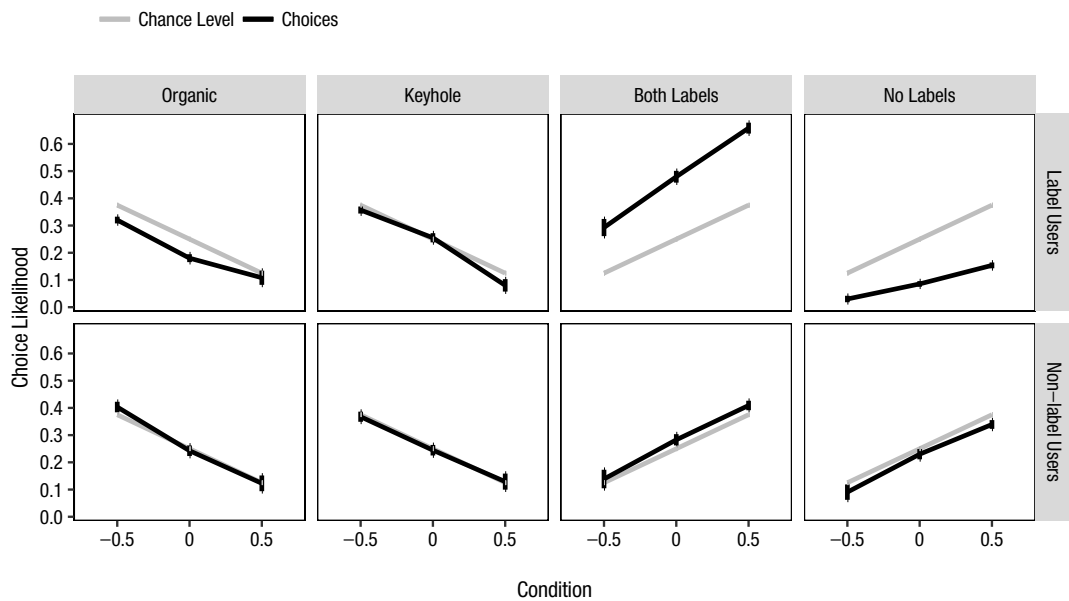 Chance Level Choices
Organic Keyhole Both Labels No Labels
0.6
0.5
0.4
0.3
0.2
0.1
0.0
Label Users
0.6
0.5
0.4
0.3
0.2
0.1
0.0
Non−label Users
Choice Likelihood
−0.5 0 0.5 −0.5 0 0.5 −0.5 0 0.5 −0.5 0 0.5
Condition